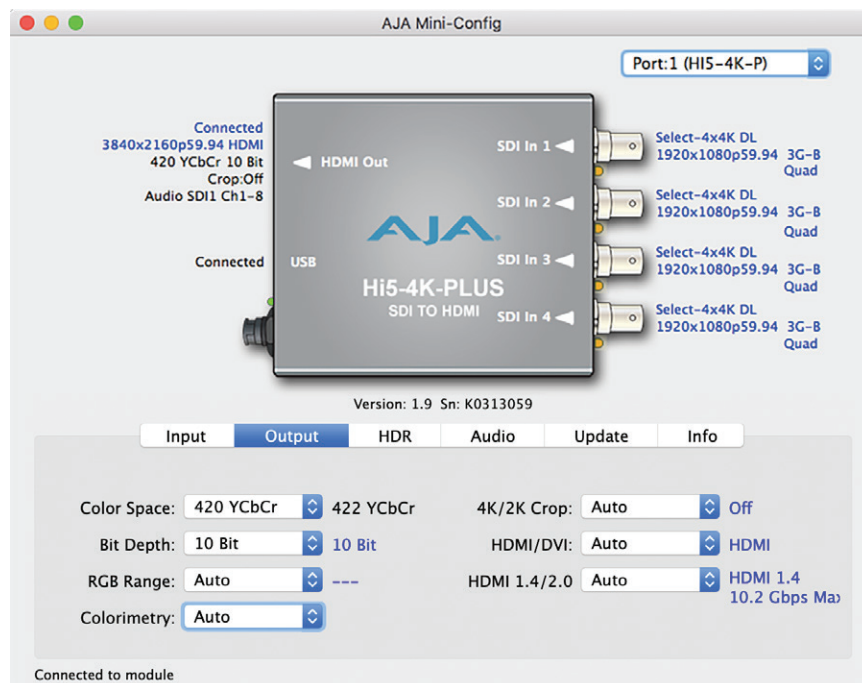 AJA Mini-Config
Port:1 (HI5-4K-P)
Connected
3840x2160p59.94 HDMI
420 YCbCr 10 Bit
Crop:Off
Audio SDI1 Ch1-8
Connected
HDMI Out
USB
AJA
Hi5-4K-PLUS
SDI TO HDMI
SDI In 1
SDI In 2
SDI In 3
SDI In 4
Select-4x4K DL
1920x1080p59.94 3G-B
Quad
Select-4x4K DL
1920x1080p59.94 3G-B
Quad
Select-4x4K DL
1920x1080p59.94 3G-B
Quad
Select-4x4K DL
1920x1080p59.94 3G-B
Quad
Version: 1.9 Sn: K0313059
Input Output HDR Audio Update Info
Color Space: 420 YCbCr 422 YCbCr
Bit Depth: 10 Bit 10 Bit
RGB Range: Auto ---
Colorimetry: Auto
4K/2K Crop: Auto Off
HDMI/DVI: Auto HDMI
HDMI 1.4/2.0 Auto HDMI 1.4
10.2 Gbps Max
Connected to module